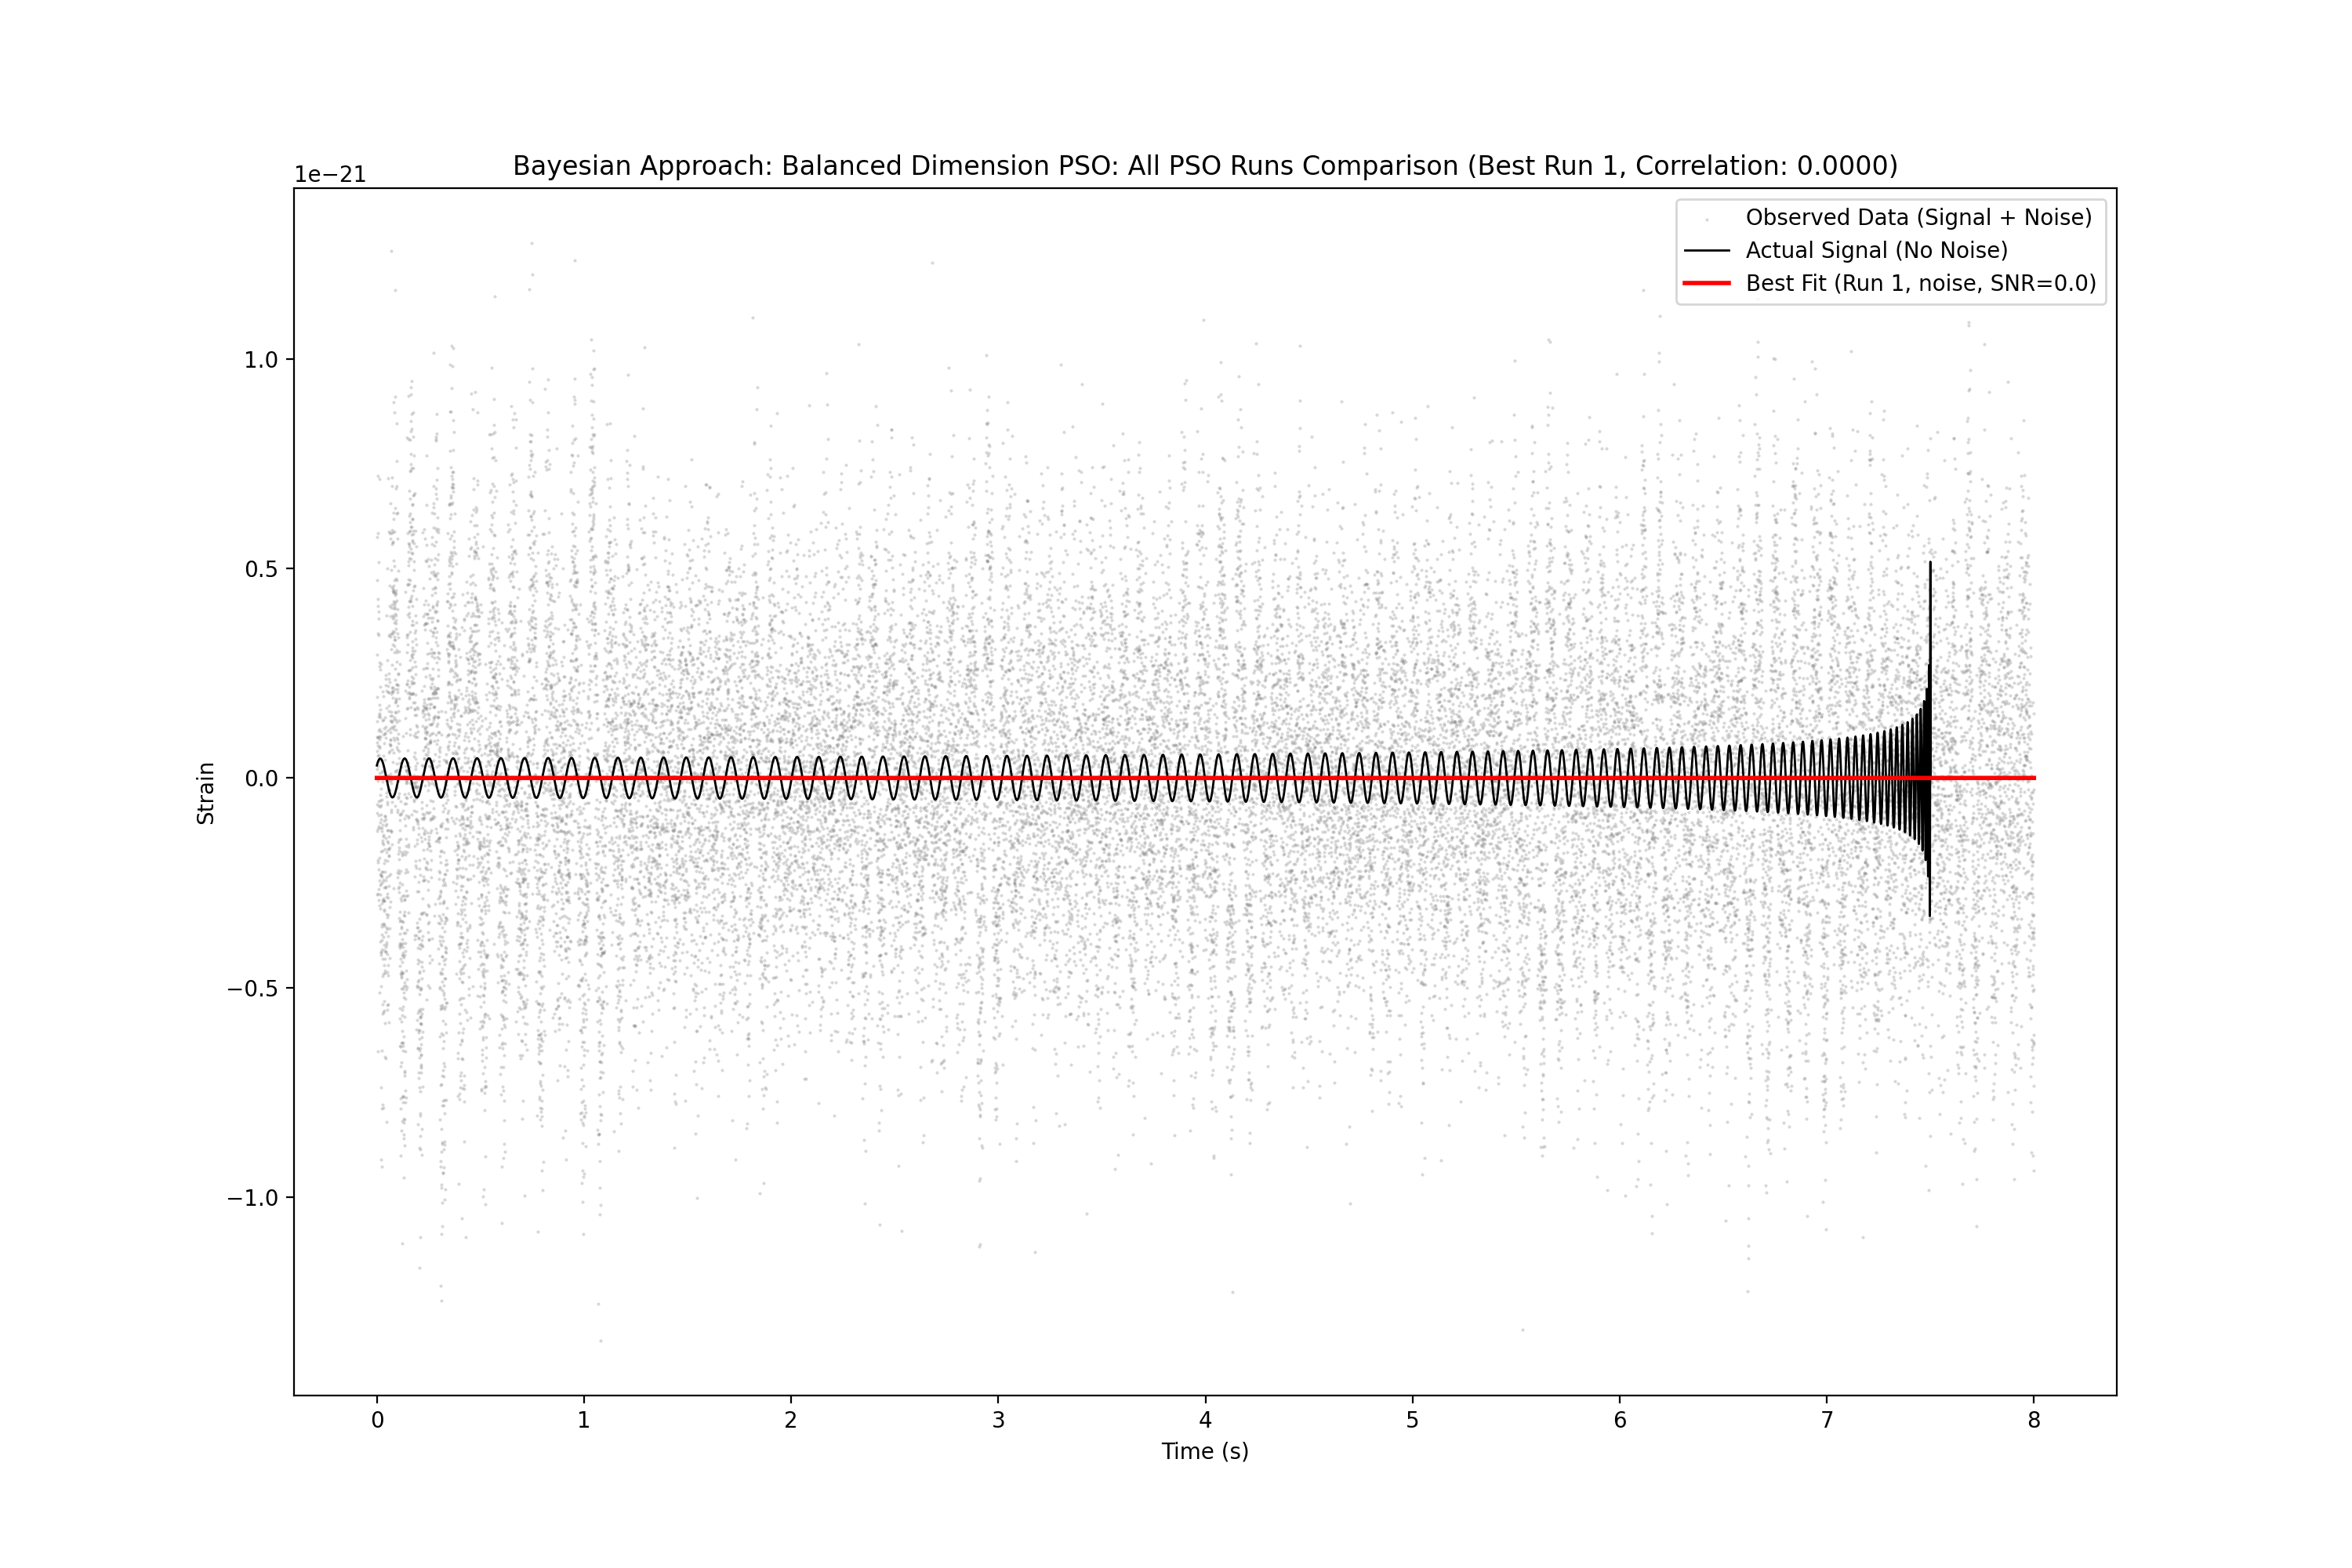 Bayesian Approach: Balanced Dimension PSO: All PSO Runs Comparison (Best Run 1, Correlation: 0.0000)
1e−21
Observed Data (Signal + Noise)
Actual Signal (No Noise)
Best Fit (Run 1, noise, SNR=0.0)
1.0
0.5
0.0
−0.5
−1.0
Strain
0 1 2 3 4 5 6 7 8
Time (s)